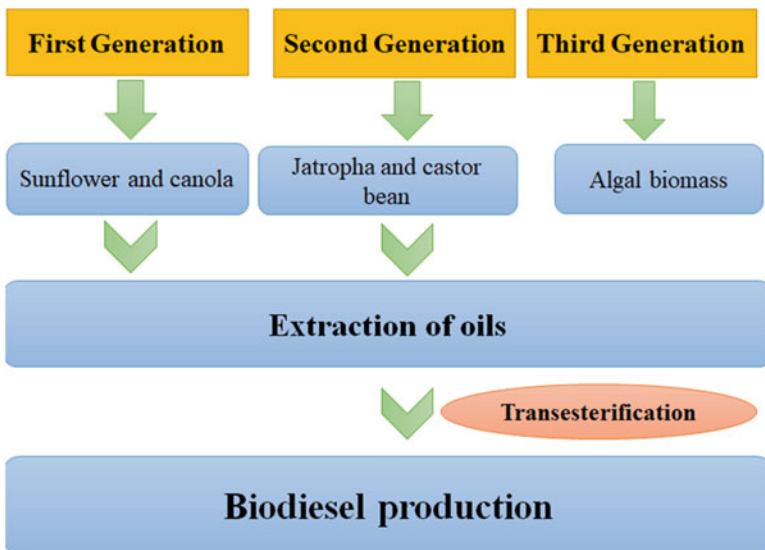 First Generation
Second Generation
Third Generation
Sunflower and canola
Jatropha and castor
bean
Algal biomass
Extraction of oils
Transesterification
Biodiesel production